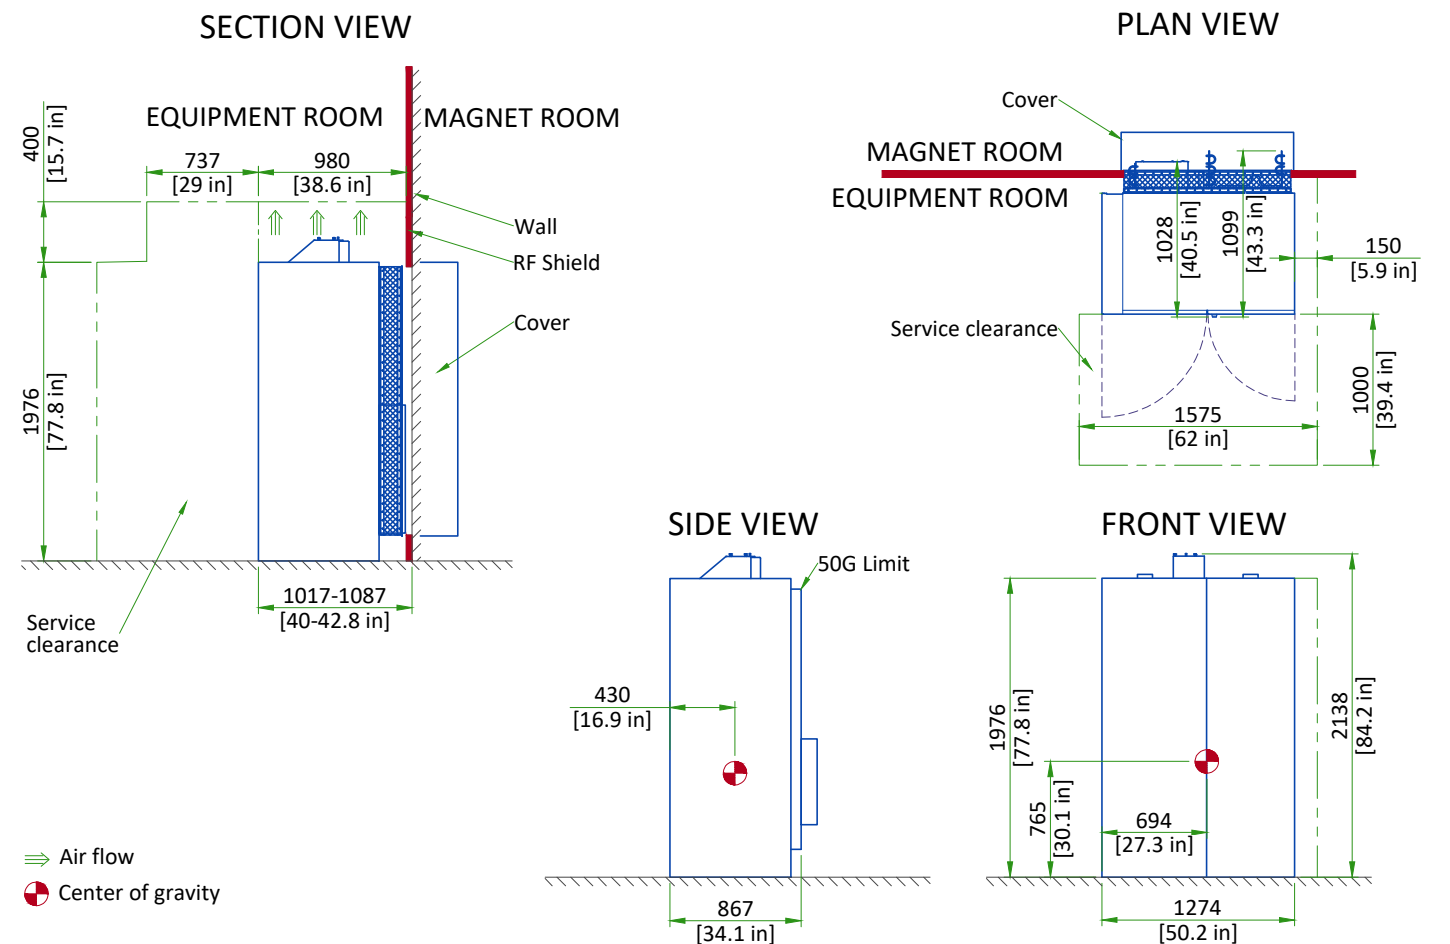 SECTION VIEW
EQUIPMENT ROOM
MAGNET ROOM
400
[15.7 in]
737
[29 in]
980
[38.6 in]
Wall
RF Shield
Cover
1976
[77.8 in]
1017-1087
[40-42.8 in]
Service
clearance
PLAN VIEW
Cover
MAGNET ROOM
EQUIPMENT ROOM
1028
[40.5 in]
1099
[43.3 in]
150
[5.9 in]
Service clearance
1000
[39.4 in]
1575
[62 in]
SIDE VIEW
50G Limit
430
[16.9 in]
867
[34.1 in]
FRONT VIEW
1976
[77.8 in]
2138
[84.2 in]
765
[30.1 in]
694
[27.3 in]
1274
[50.2 in]
Air flow
Center of gravity